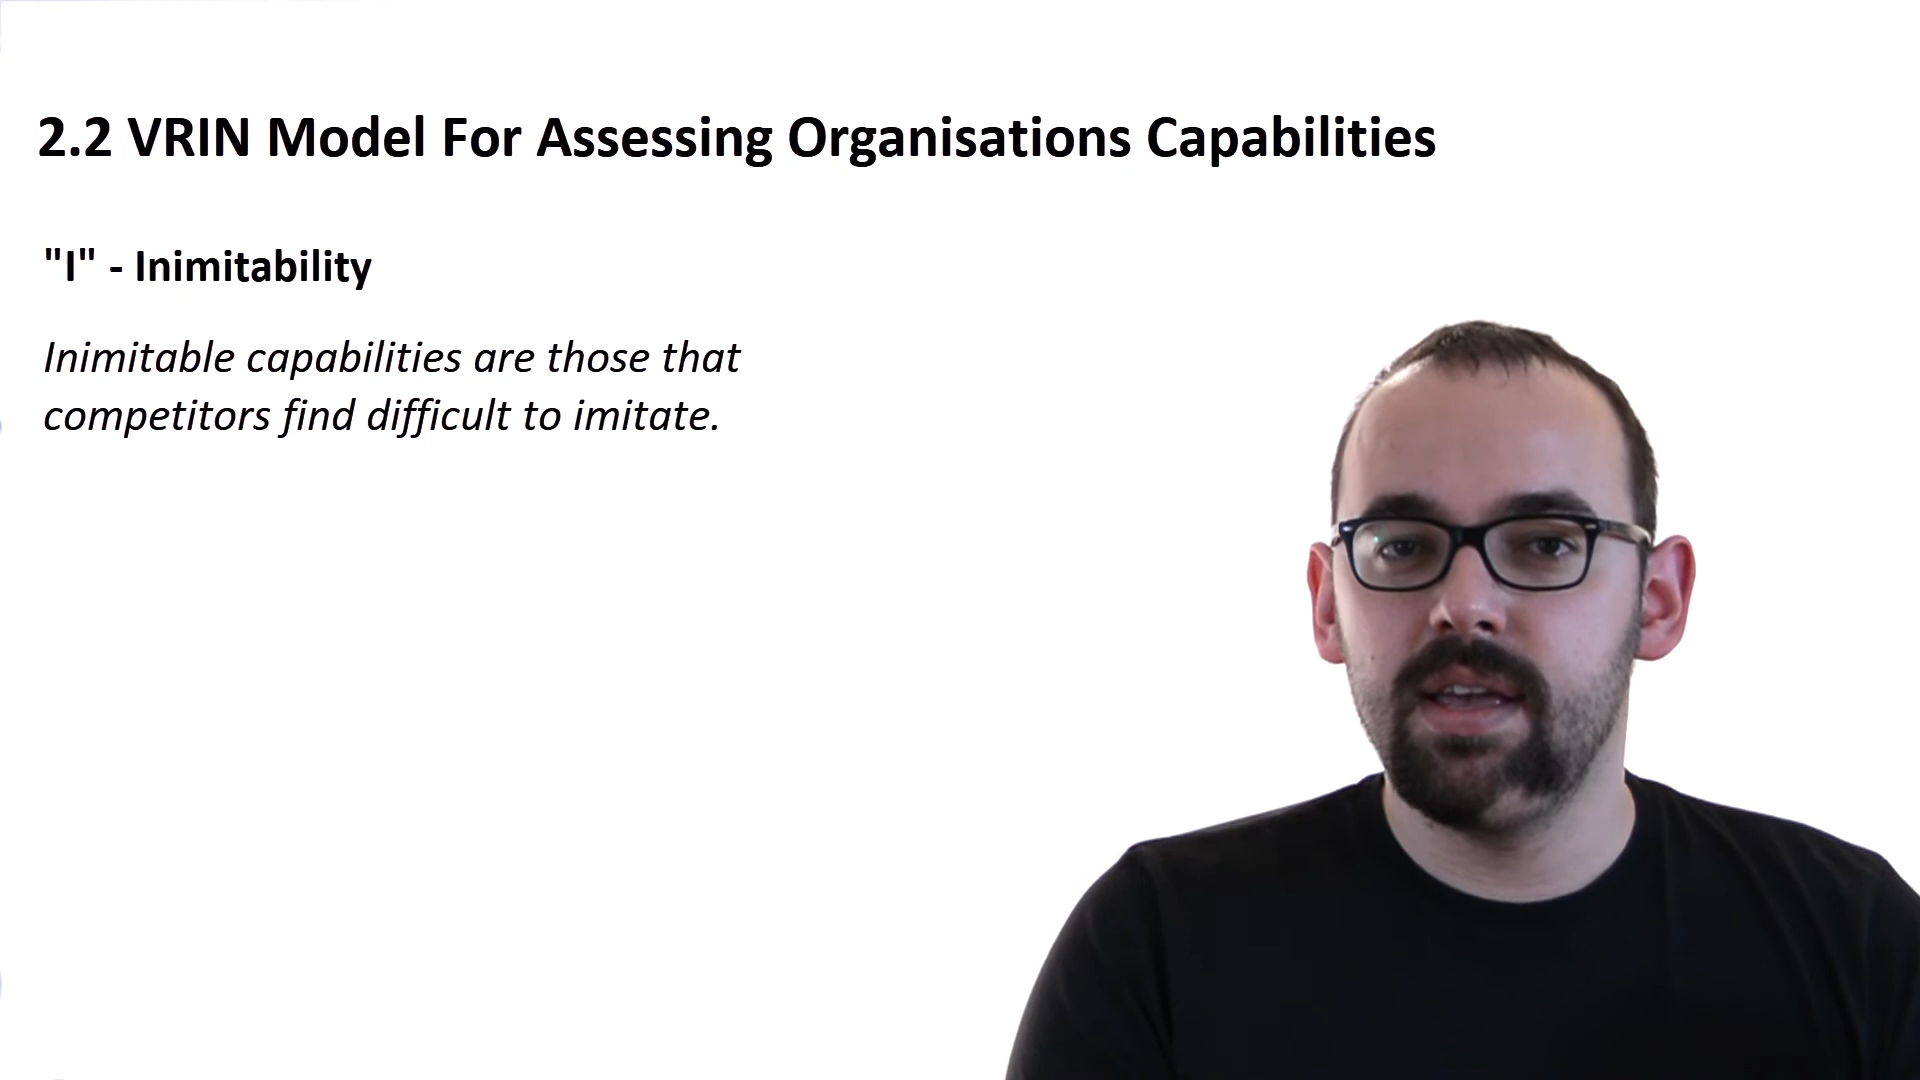 2.2 VRIN Model For Assessing Organisations Capabilities
"I" - Inimitability
Inimitable capabilities are those that
competitors find difficult to imitate.